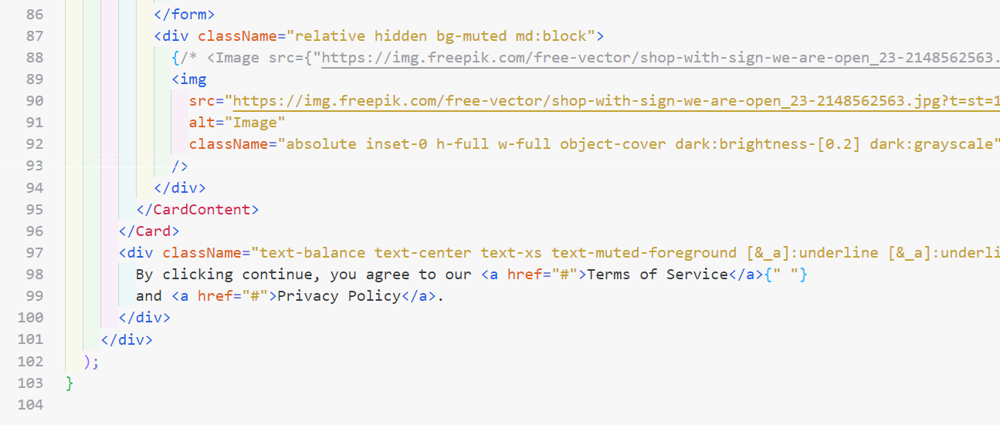 86 </form>
87 <div className="relative hidden bg-muted md:block">
88 {/* <Image src={"https://img.freepik.com/free-vector/shop-with-sign-we-are-open_23-2148562563.
89 <img
90 src="https://img.freepik.com/free-vector/shop-with-sign-we-are-open_23-2148562563.jpg?t=st=1
91 alt="Image"
92 className="absolute inset-0 h-full w-full object-cover dark:brightness-[0.2] dark:grayscale"
93 />
94 </div>
95 </CardContent>
96 </Card>
97 <div className="text-balance text-center text-xs text-muted-foreground [&_a]:underline [&_a]:underli
98 By clicking continue, you agree to our <a href="#">Terms of Service</a>{" "}
99 and <a href="#">Privacy Policy</a>.
100 </div>
101 </div>
102 );
103 }
104